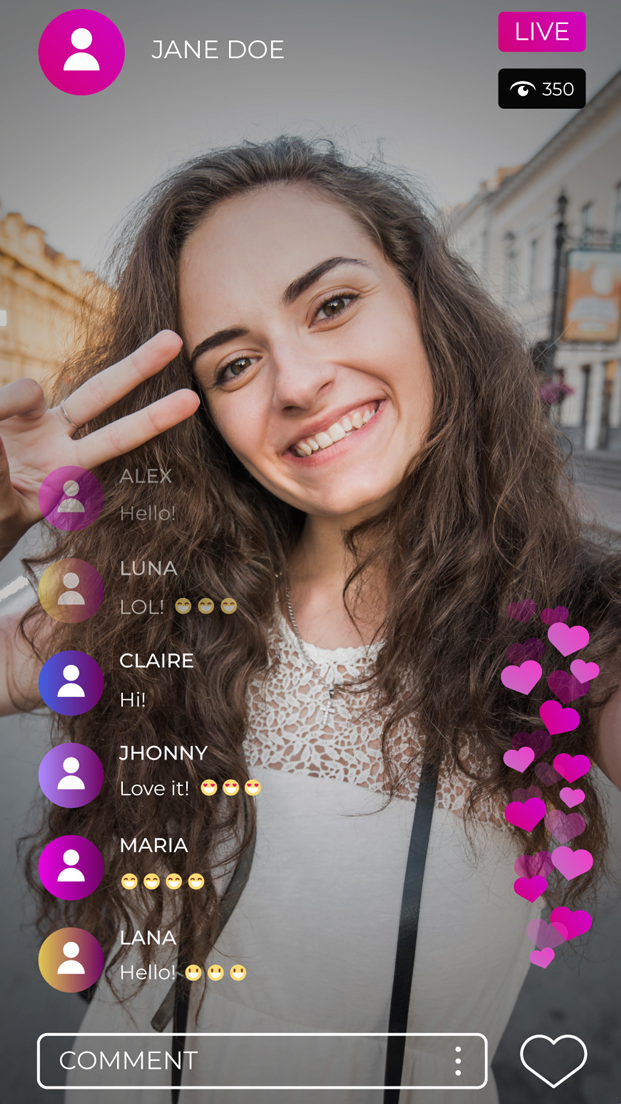 JANE DOE
LIVE
350
ALEX
Hello!
LUNA
LOL! 😁😁😁
CLAIRE
Hi!
JHONNY
Love it! 😍😍😍
MARIA
😁😁😁😁
LANA
Hello! 😀😀😀
COMMENT